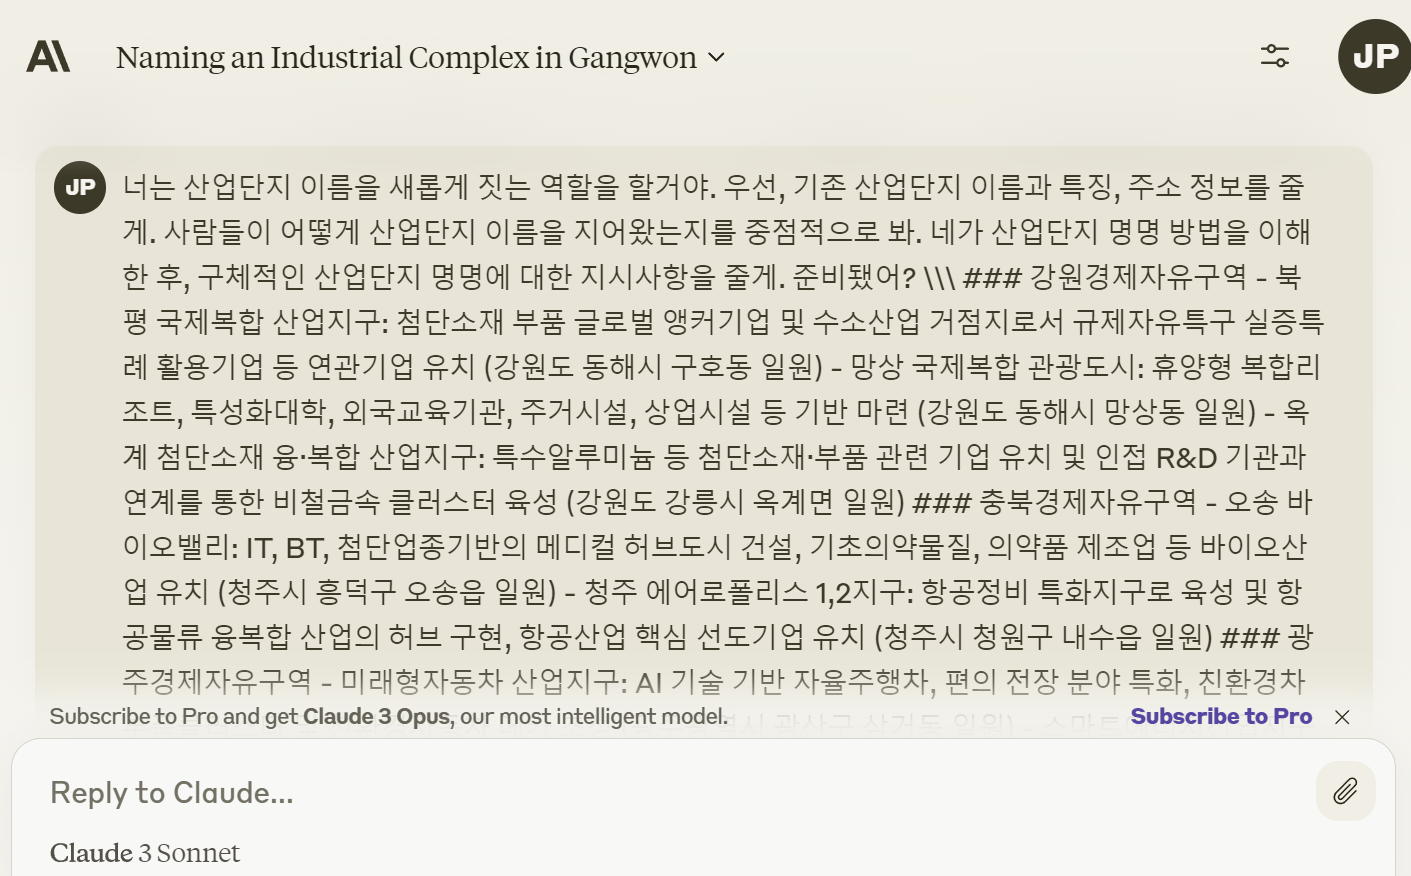 Naming an Industrial Complex in Gangwon
JP
JP
너는 산업단지 이름을 새롭게 짓는 역할을 할거야. 우선, 기존 산업단지 이름과 특징, 주소 정보를 줄
게. 사람들이 어떻게 산업단지 이름을 지어왔는지를 중점적으로 봐. 네가 산업단지 명명 방법을 이해
한 후, 구체적인 산업단지 명명에 대한 지시사항을 줄게. 준비됐어? \\\ ### 강원경제자유구역 - 북
평 국제복합 산업지구: 첨단소재 부품 글로벌 앵커기업 및 수소산업 거점지로서 규제자유특구 실증특
례 활용기업 등 연관기업 유치 (강원도 동해시 구호동 일원) - 망상 국제복합 관광도시: 휴양형 복합리
조트, 특성화대학, 외국교육기관, 주거시설, 상업시설 등 기반 마련 (강원도 동해시 망상동 일원) - 옥
계 첨단소재 융·복합 산업지구: 특수알루미늄 등 첨단소재·부품 관련 기업 유치 및 인접 R&D 기관과
연계를 통한 비철금속 클러스터 육성 (강원도 강릉시 옥계면 일원) ### 충북경제자유구역 - 오송 바
이오밸리: IT, BT, 첨단업종기반의 메디컬 허브도시 건설, 기초의약물질, 의약품 제조업 등 바이오산
업 유치 (청주시 흥덕구 오송읍 일원) - 청주 에어로폴리스 1,2지구: 항공정비 특화지구로 육성 및 항
공물류 융복합 산업의 허브 구현, 항공산업 핵심 선도기업 유치 (청주시 청원구 내수읍 일원) ### 광
주경제자유구역 - 미래형자동차 산업지구: AI 기술 기반 자율주행차, 편의 전장 분야 특화, 친환경차
Subscribe to Pro and get Claude 3 Opus, our most intelligent model.
Subscribe to Pro
Reply to Claude...
Claude 3 Sonnet